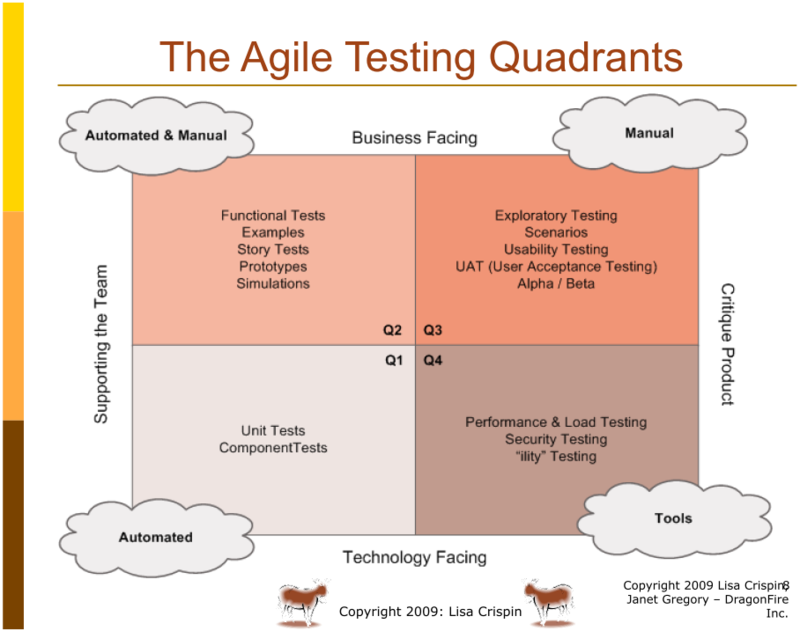 The Agile Testing Quadrants
Automated & Manual
Business Facing
Manual
Functional Tests
Examples
Story Tests
Prototypes
Simulations
Exploratory Testing
Scenarios
Usability Testing
UAT (User Acceptance Testing)
Alpha / Beta
Supporting the Team
Critique Product
Q2
Q3
Q1
Q4
Unit Tests
ComponentTests
Performance & Load Testing
Security Testing
“ility” Testing
Automated
Tools
Technology Facing
Copyright 2009: Lisa Crispin
Copyright 2009 Lisa Crispin,
Janet Gregory – DragonFire
Inc.
8